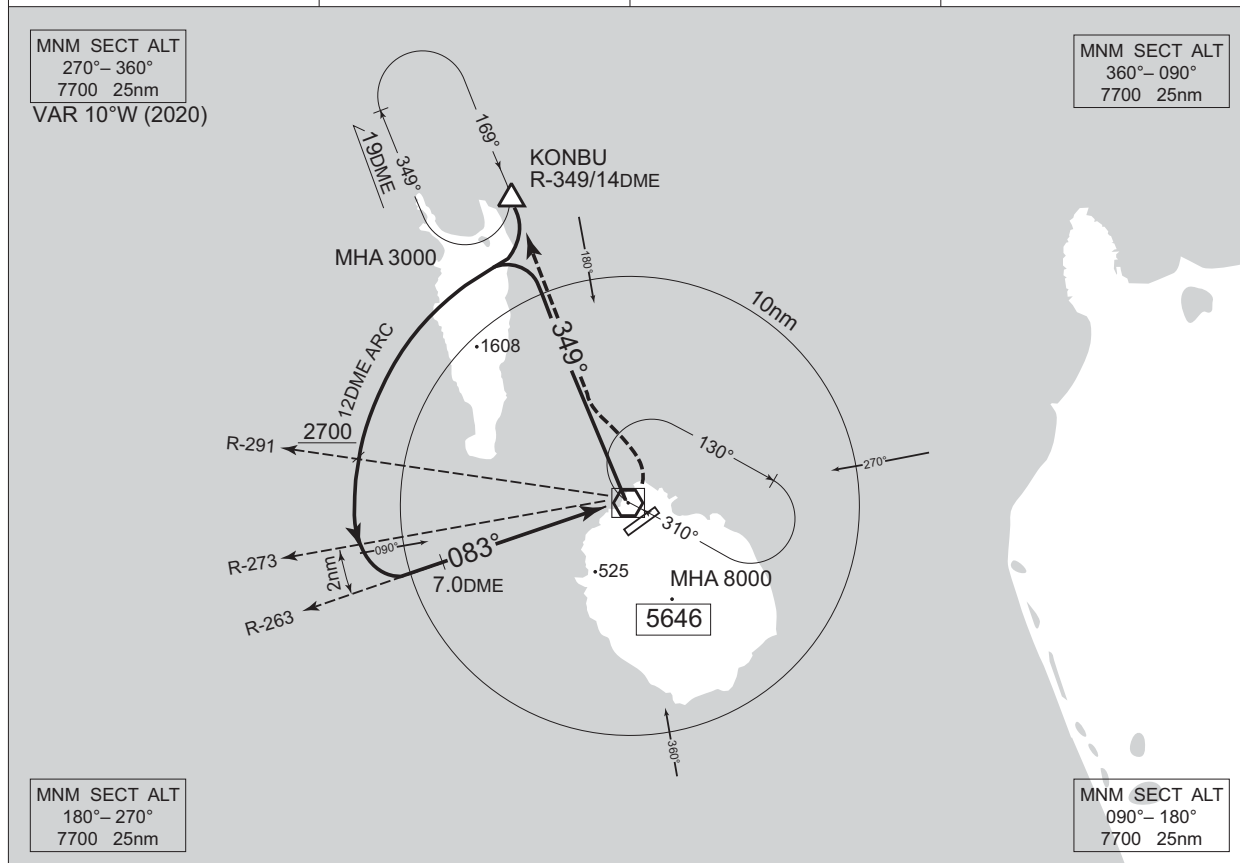 MNM SECT ALT
270°– 360°
7700 25nm
VAR 10°W (2020)
MNM SECT ALT
360°– 090°
7700 25nm
169°
349°
19DME
KONBU
R-349/14DME
MHA 3000
180°
10nm
349°
1608
12DME ARC
2700
R-291
130°
270°
310°
090°
083°
R-273
2nm
7.0DME
R-263
525
MHA 8000
5646
360°
MNM SECT ALT
180°– 270°
7700 25nm
MNM SECT ALT
090°– 180°
7700 25nm